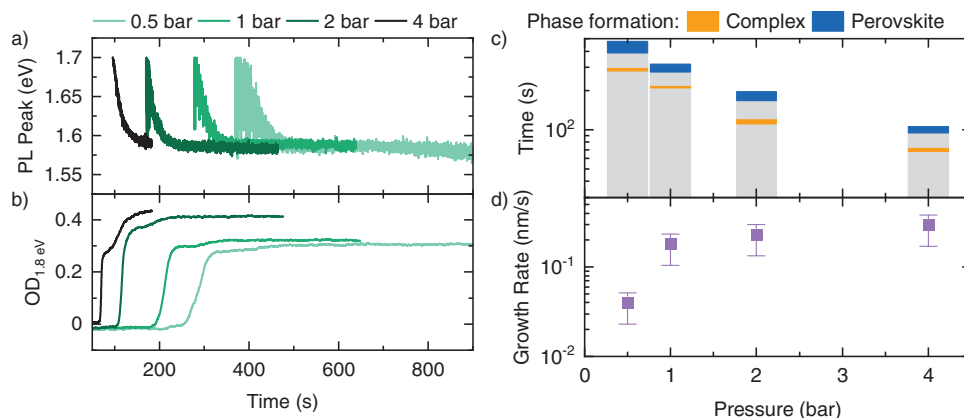 0.5 bar 1 bar 2 bar 4 bar
a)
PL Peak (eV)
1.70
1.65
1.60
1.55
b)
OD1.8 eV
0.4
0.2
0
200 400 600 800
Time (s)
Phase formation: Complex Perovskite
c)
Time (s)
10²
d)
Growth Rate (nm/s)
10⁻¹
10⁻²
0 1 2 3 4
Pressure (bar)